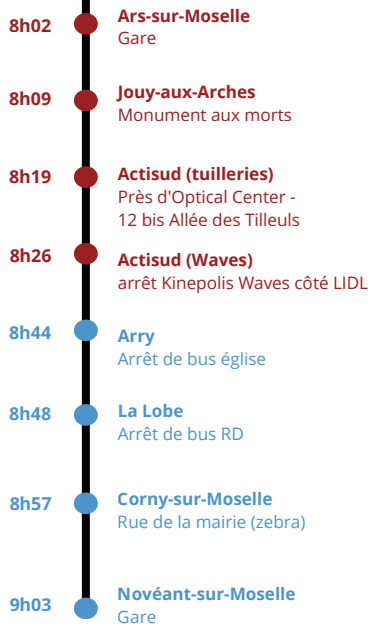 8h02 Ars-sur-Moselle
Gare
8h09 Jouy-aux-Arches
Monument aux morts
8h19 Actisud (tuilleries)
Près d'Optical Center -
12 bis Allée des Tilleuls
8h26 Actisud (Waves)
arrêt Kinepolis Waves côté LIDL
8h44 Arry
Arrêt de bus église
8h48 La Lobe
Arrêt de bus RD
8h57 Corny-sur-Moselle
Rue de la mairie (zebra)
9h03 Novéant-sur-Moselle
Gare